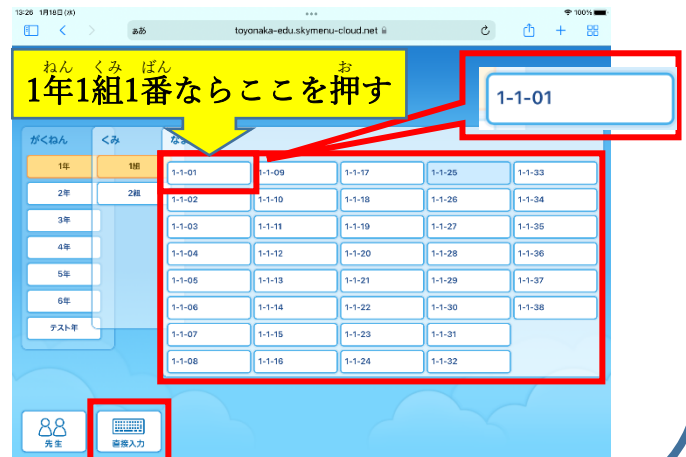 13:26 1月18日(水)
100%
ああ
toyonaka-edu.skymenu-cloud.net
ねん くみ ばん お
1年1組1番ならここを押す
1-1-01
がくねん くみ
1年 1組
2年 2組
3年
4年
5年
6年
テスト年
1-1-01 1-1-09 1-1-17 1-1-25 1-1-33
1-1-02 1-1-10 1-1-18 1-1-26 1-1-34
1-1-03 1-1-11 1-1-19 1-1-27 1-1-35
1-1-04 1-1-12 1-1-20 1-1-28 1-1-36
1-1-05 1-1-13 1-1-21 1-1-29 1-1-37
1-1-06 1-1-14 1-1-22 1-1-30 1-1-38
1-1-07 1-1-15 1-1-23 1-1-31
1-1-08 1-1-16 1-1-24 1-1-32
先生 直接入力